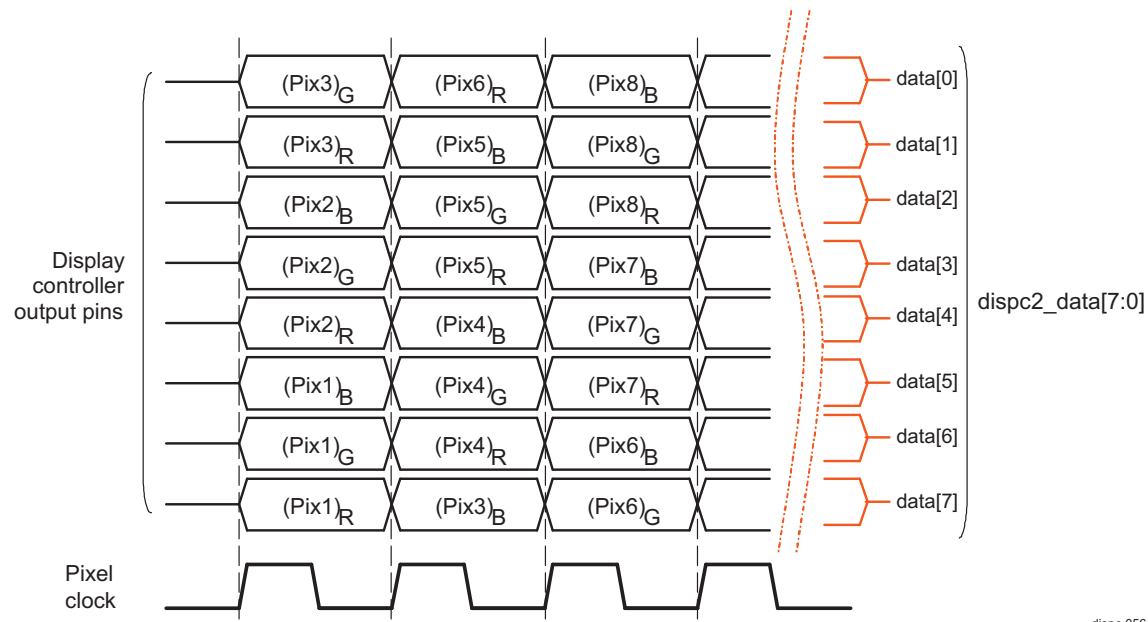 (Pix3)G (Pix6)R (Pix8)B data[0]
(Pix3)R (Pix5)B (Pix8)G data[1]
(Pix2)B (Pix5)G (Pix8)R data[2]
(Pix2)G (Pix5)R (Pix7)B data[3]
(Pix2)R (Pix4)B (Pix7)G data[4]
(Pix1)B (Pix4)G (Pix7)R data[5]
(Pix1)G (Pix4)R (Pix6)B data[6]
(Pix1)R (Pix3)B (Pix6)G data[7]
Display
controller
output pins
dispc2_data[7:0]
Pixel
clock